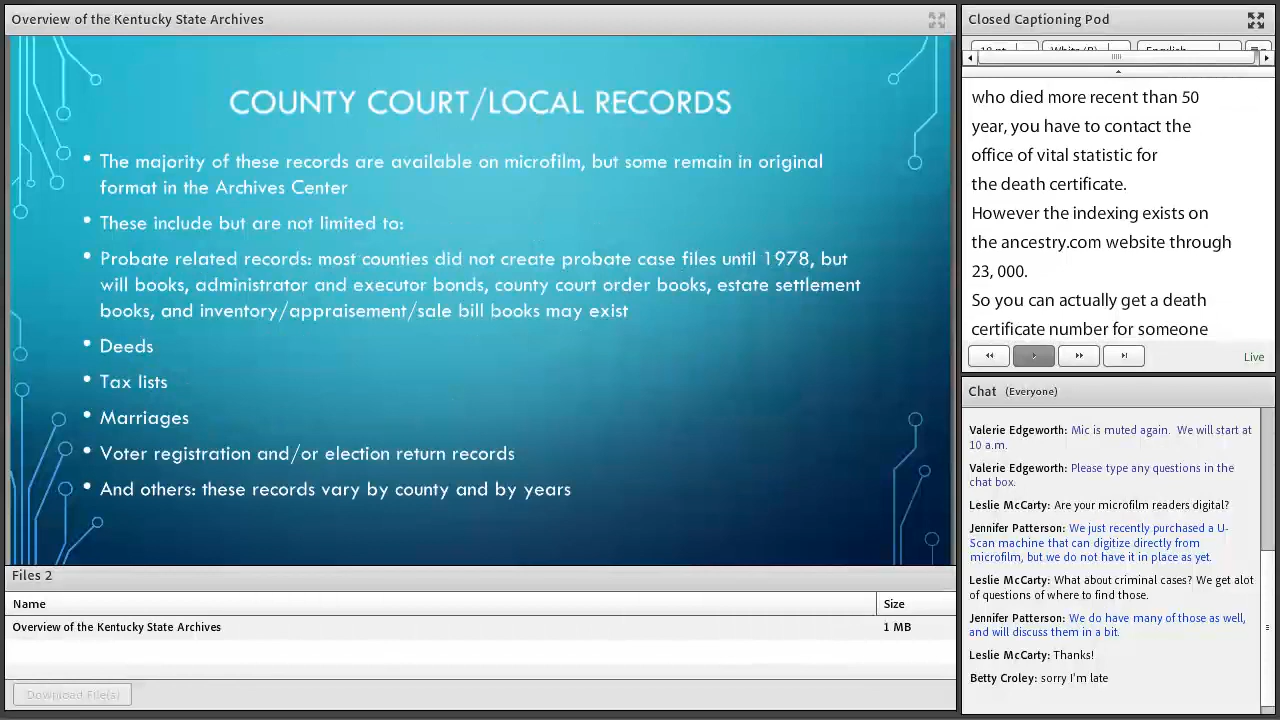 Overview of the Kentucky State Archives
COUNTY COURT/LOCAL RECORDS
• The majority of these records are available on microfilm, but some remain in original
format in the Archives Center
• These include but are not limited to:
• Probate related records: most counties did not create probate case files until 1978, but
will books, administrator and executor bonds, county court order books, estate settlement
books, and inventory/appraisement/sale bill books may exist
• Deeds
• Tax lists
• Marriages
• Voter registration and/or election return records
• And others: these records vary by county and by years
Files 2
Name
Size
Overview of the Kentucky State Archives
1 MB
Download File(s)
Closed Captioning Pod
18 pt
White (B)
English
who died more recent than 50
year, you have to contact the
office of vital statistic for
the death certificate.
However the indexing exists on
the ancestry.com website through
23, 000.
So you can actually get a death
certificate number for someone
Live
Chat (Everyone)
Valerie Edgeworth: Mic is muted again. We will start at
10 a.m.
Valerie Edgeworth: Please type any questions in the
chat box.
Leslie McCarty: Are your microfilm readers digital?
Jennifer Patterson: We just recently purchased a U-
Scan machine that can digitize directly from
microfilm, but we do not have it in place as yet.
Leslie McCarty: What about criminal cases? We get alot
of questions of where to find those.
Jennifer Patterson: We do have many of those as well,
and will discuss them in a bit.
Leslie McCarty: Thanks!
Betty Croley: sorry I'm late